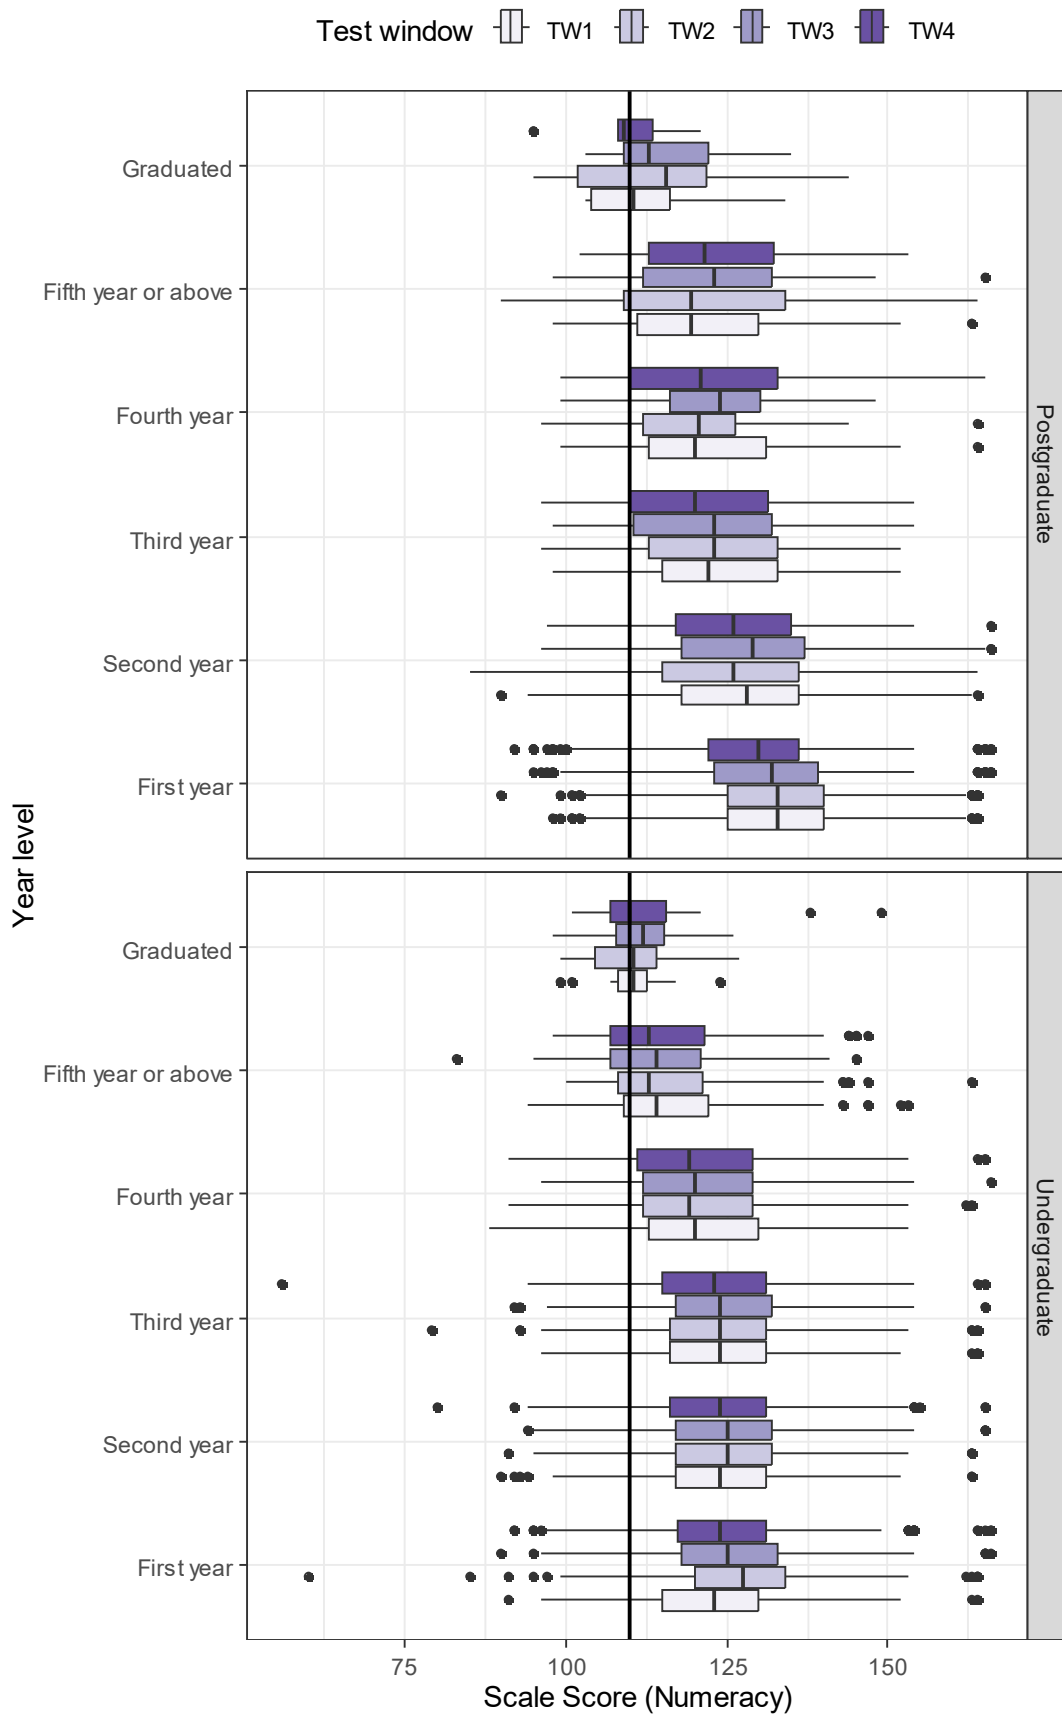 Test window TW1 TW2 TW3 TW4
Graduated
Fifth year or above
Fourth year
Third year
Second year
First year
Postgraduate
Year level
Graduated
Fifth year or above
Fourth year
Third year
Second year
First year
Undergraduate
75 100 125 150
Scale Score (Numeracy)